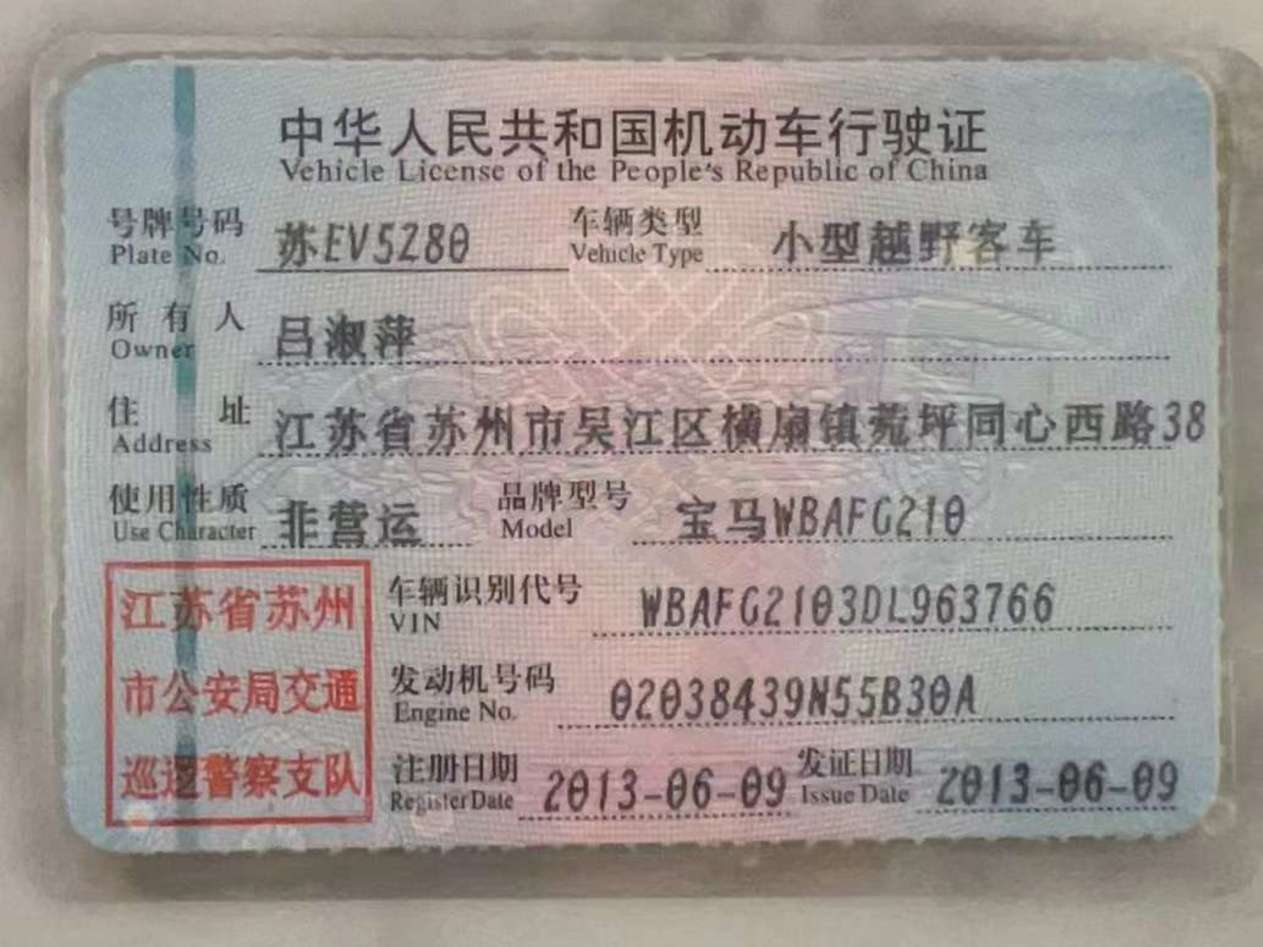 中华人民共和国机动车行驶证
Vehicle License of the People's Republic of China
号牌号码 苏EV5280 车辆类型 小型越野客车
Plate No. Vehicle Type
所有人 吕淑萍
Owner
住址 江苏省苏州市吴江区横扇镇菀坪同心西路38
Address
使用性质 非营运 品牌型号 宝马WBAFG210
Use Character Model
车辆识别代号 WBAFG2103DL963766
VIN
发动机号码 02038439N55B30A
Engine No.
注册日期 2013-06-09 发证日期 2013-06-09
Register Date Issue Date
江苏省苏州
市公安局交通
巡逻警察支队